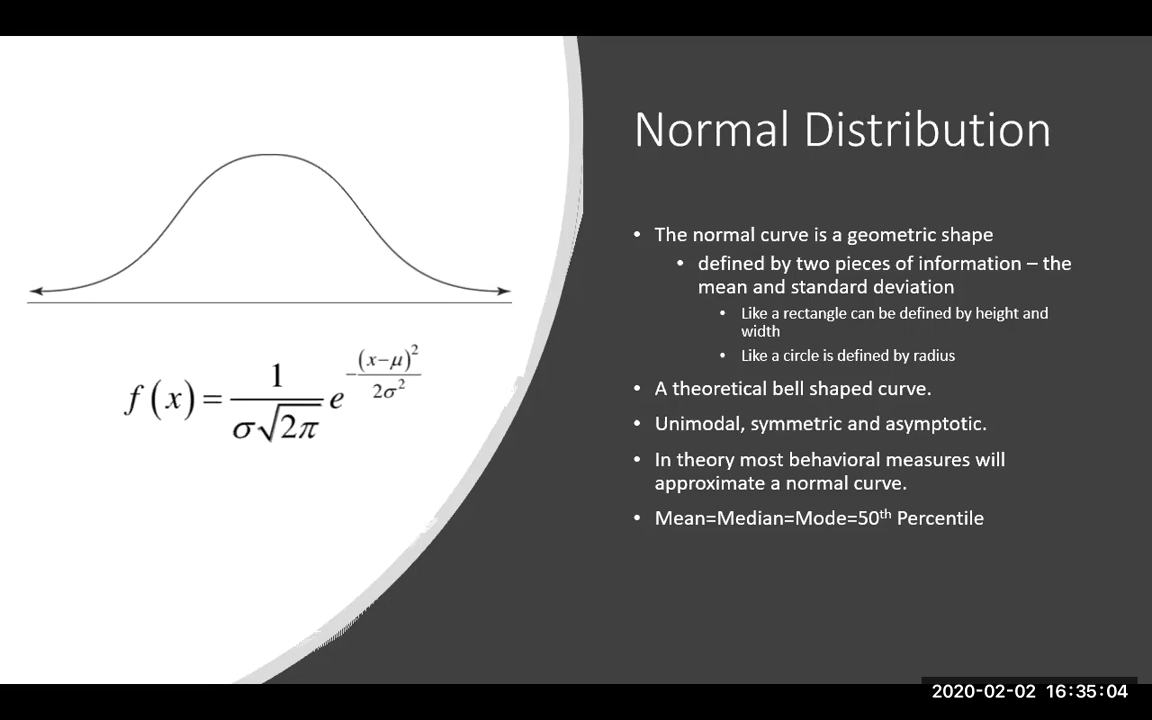 Normal Distribution
• The normal curve is a geometric shape
• defined by two pieces of information – the
mean and standard deviation
• Like a rectangle can be defined by height and
width
• Like a circle is defined by radius
• A theoretical bell shaped curve.
• Unimodal, symmetric and asymptotic.
• In theory most behavioral measures will
approximate a normal curve.
• Mean=Median=Mode=50th Percentile
f(x) = 1/(σ√2π) e^(-(x-μ)²/2σ²)
2020-02-02 16:35:04